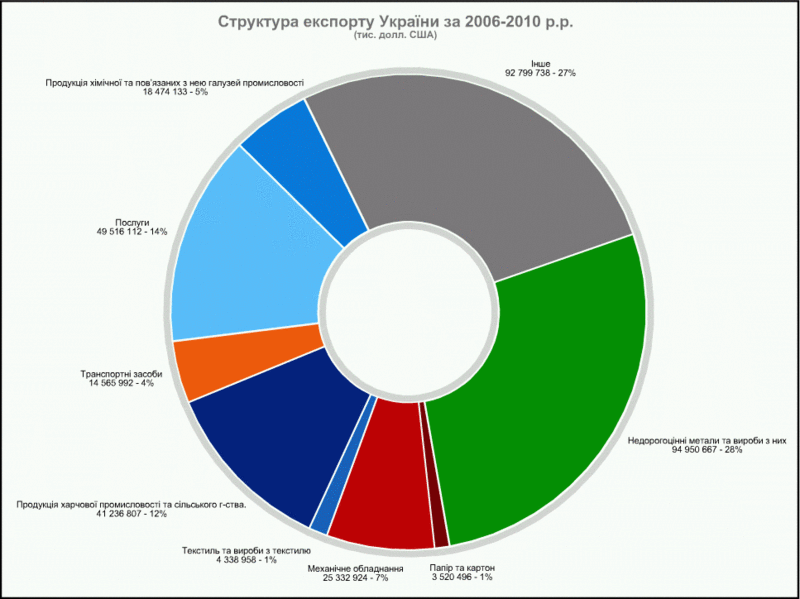 Структура експорту України за 2006-2010 р.р.
(тис. долл. США)
Інше
92 799 738 - 27%
Продукція хімічної та пов'язаних з нею галузей промисловості
18 474 133 - 5%
Послуги
49 516 112 - 14%
Транспортні засоби
14 565 992 - 4%
Недорогоцінні метали та вироби з них
94 950 667 - 28%
Продукція харчової промисловості та сільського г-ства.
41 236 807 - 12%
Текстиль та вироби з текстилю
4 338 958 - 1%
Механічне обладнання
25 332 924 - 7%
Папір та картон
3 520 496 - 1%